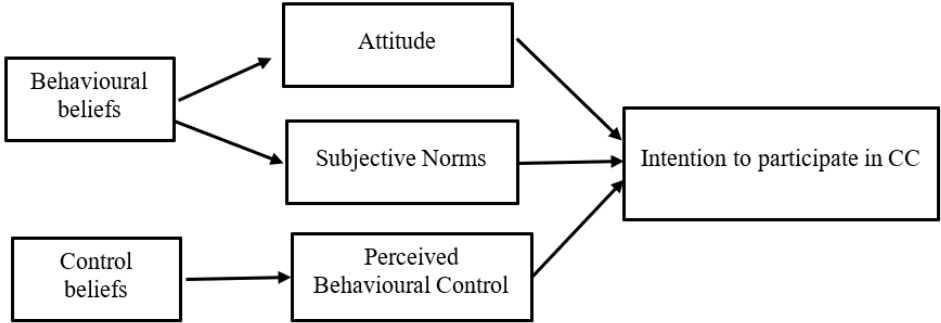 Behavioural
beliefs
Attitude
Subjective Norms
Intention to participate in CC
Control
beliefs
Perceived
Behavioural Control